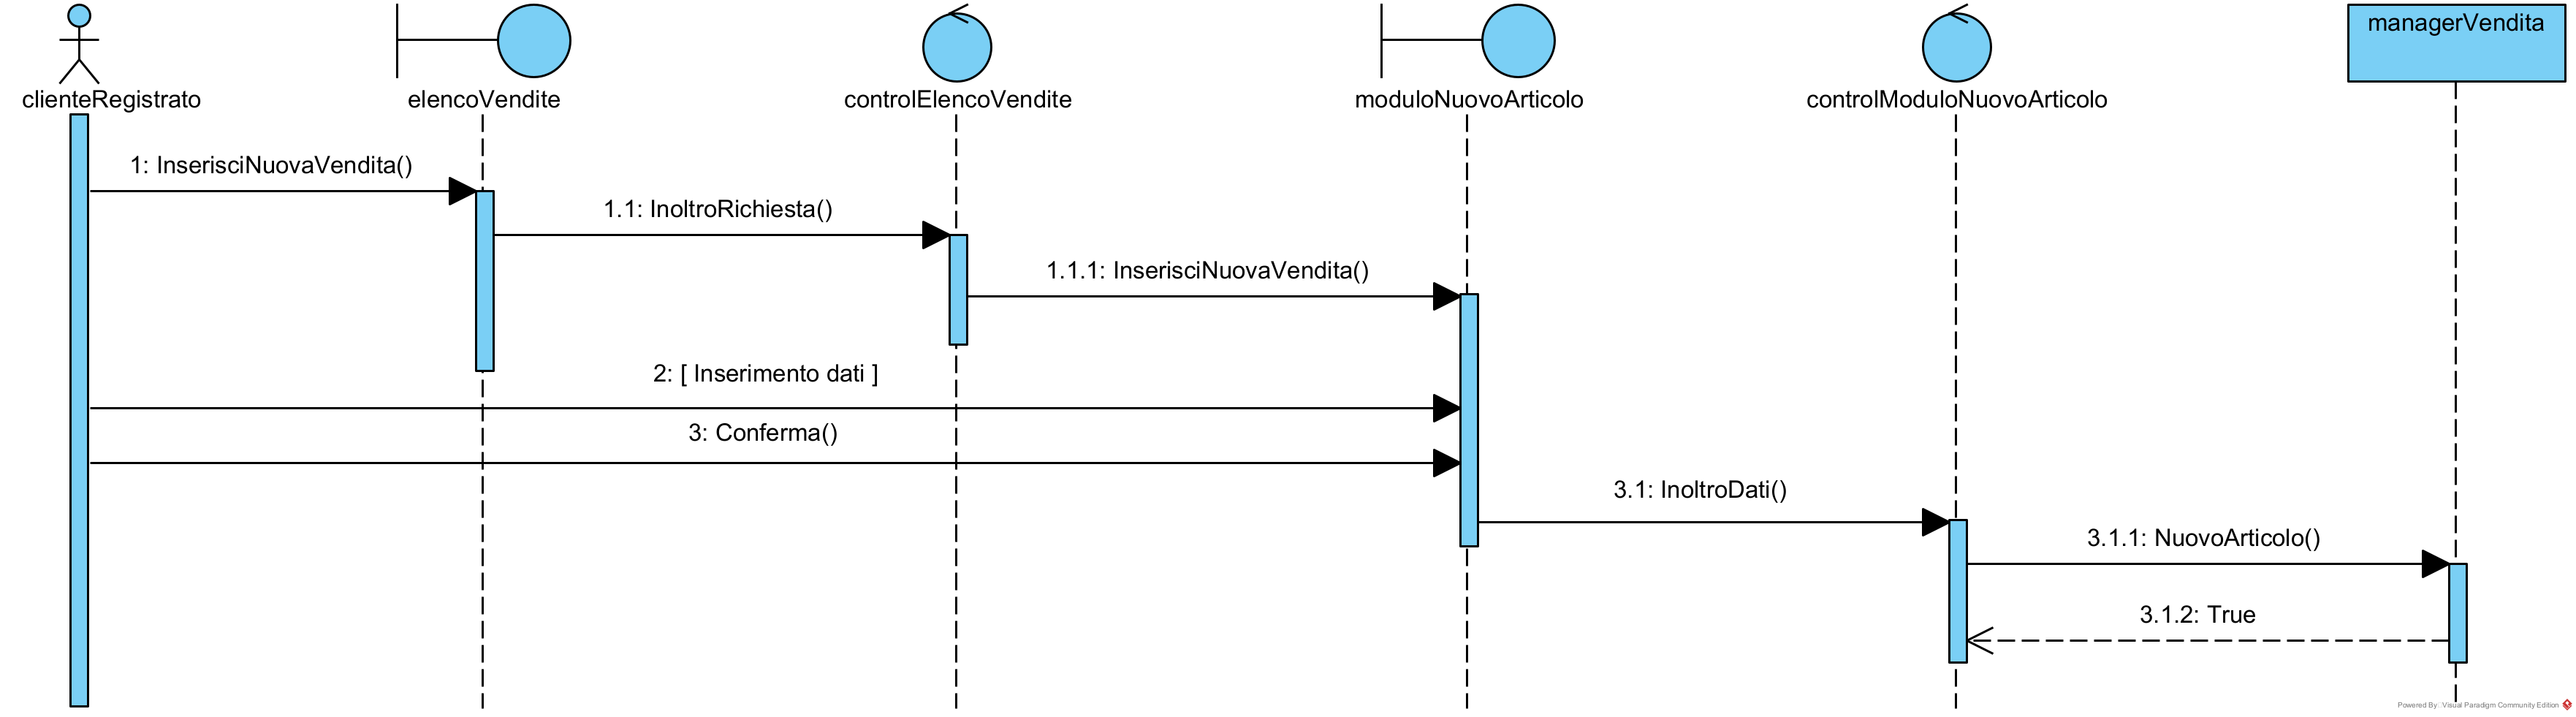 managerVendita
clienteRegistrato
elencoVendite
controlElencoVendite
moduloNuovoArticolo
controlModuloNuovoArticolo
1: InserisciNuovaVendita()
1.1: InoltroRichiesta()
1.1.1: InserisciNuovaVendita()
2: [ Inserimento dati ]
3: Conferma()
3.1: InoltroDati()
3.1.1: NuovoArticolo()
3.1.2: True
Powered By: Visual Paradigm Community Edition